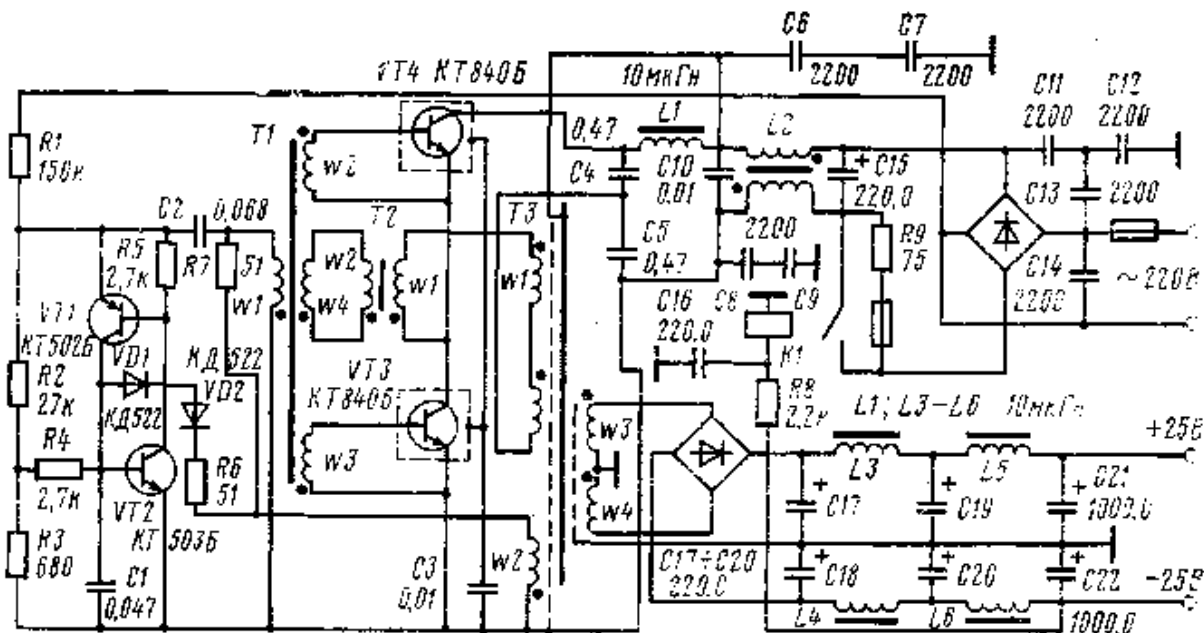 C6
2200
C7
2200
VT4 КТ840Б
10мкГн
C11
2200
C12
2200
R1
150к
T1
w2
0,47
C4
L1
C10
0,01
L2
+
C15
220,0
C13
2200
C2
0,068
R5
2,7к
R7
51
w1
T2
w2
w4
w1
T3
w1
C5
0,47
2200
C8
C9
R9
75
C14
2200
~220В
VT1
КТ502Б
VD1
КД522
КД522
VD2
C16
220,0
K1
R2
27к
R4
2,7к
VT3
КТ840Б
w3
R6
51
VT2
КТ503Б
R3
680
C1
0,047
C3
0,01
w2
w3
w4
R8
2,2к
L1; L3-L6 10мкГн
+25В
L3
L5
+
C17
+
C19
+
C21
1000,0
C17÷C20
220,0
+
C18
+
C20
+
C22
1000,0
-25В
L4
L6